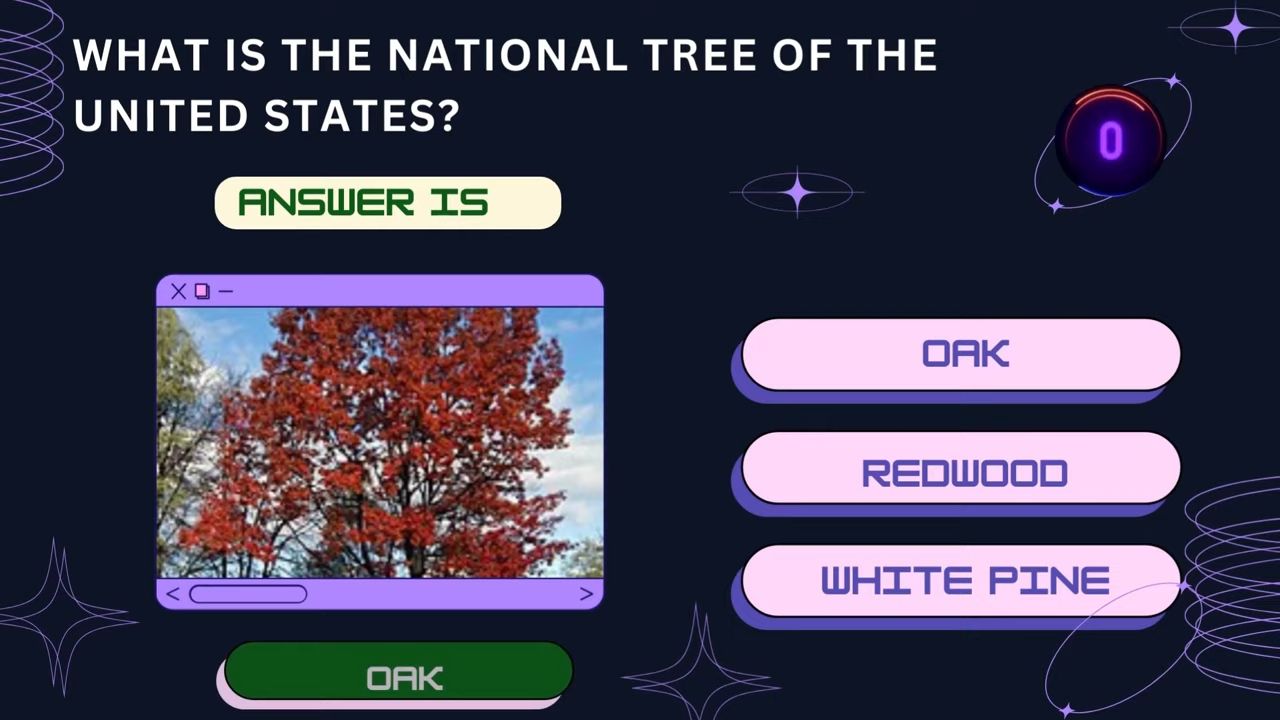 WHAT IS THE NATIONAL TREE OF THE
UNITED STATES?
0
ANSWER IS
OAK
REDWOOD
WHITE PINE
OAK